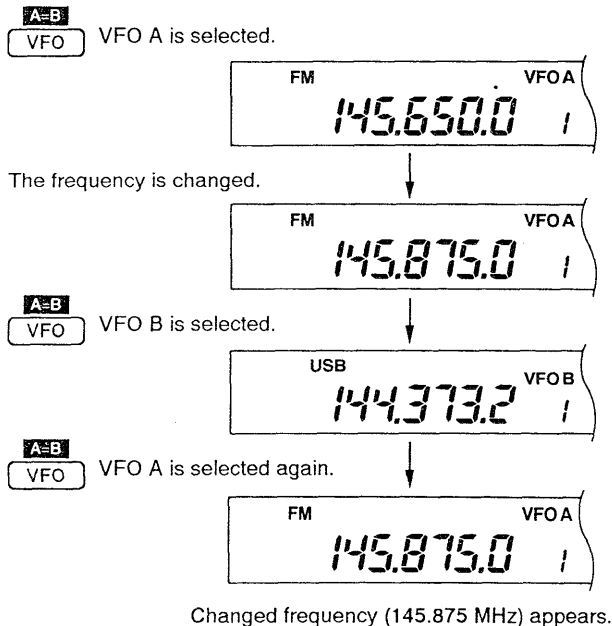 A=B
VFO VFO A is selected.
FM VFO A
145.650.0 1
The frequency is changed.
FM VFO A
145.875.0 1
A=B
VFO VFO B is selected.
USB VFO B
144.373.2 1
A=B
VFO VFO A is selected again.
FM VFO A
145.875.0 1
Changed frequency (145.875 MHz) appears.